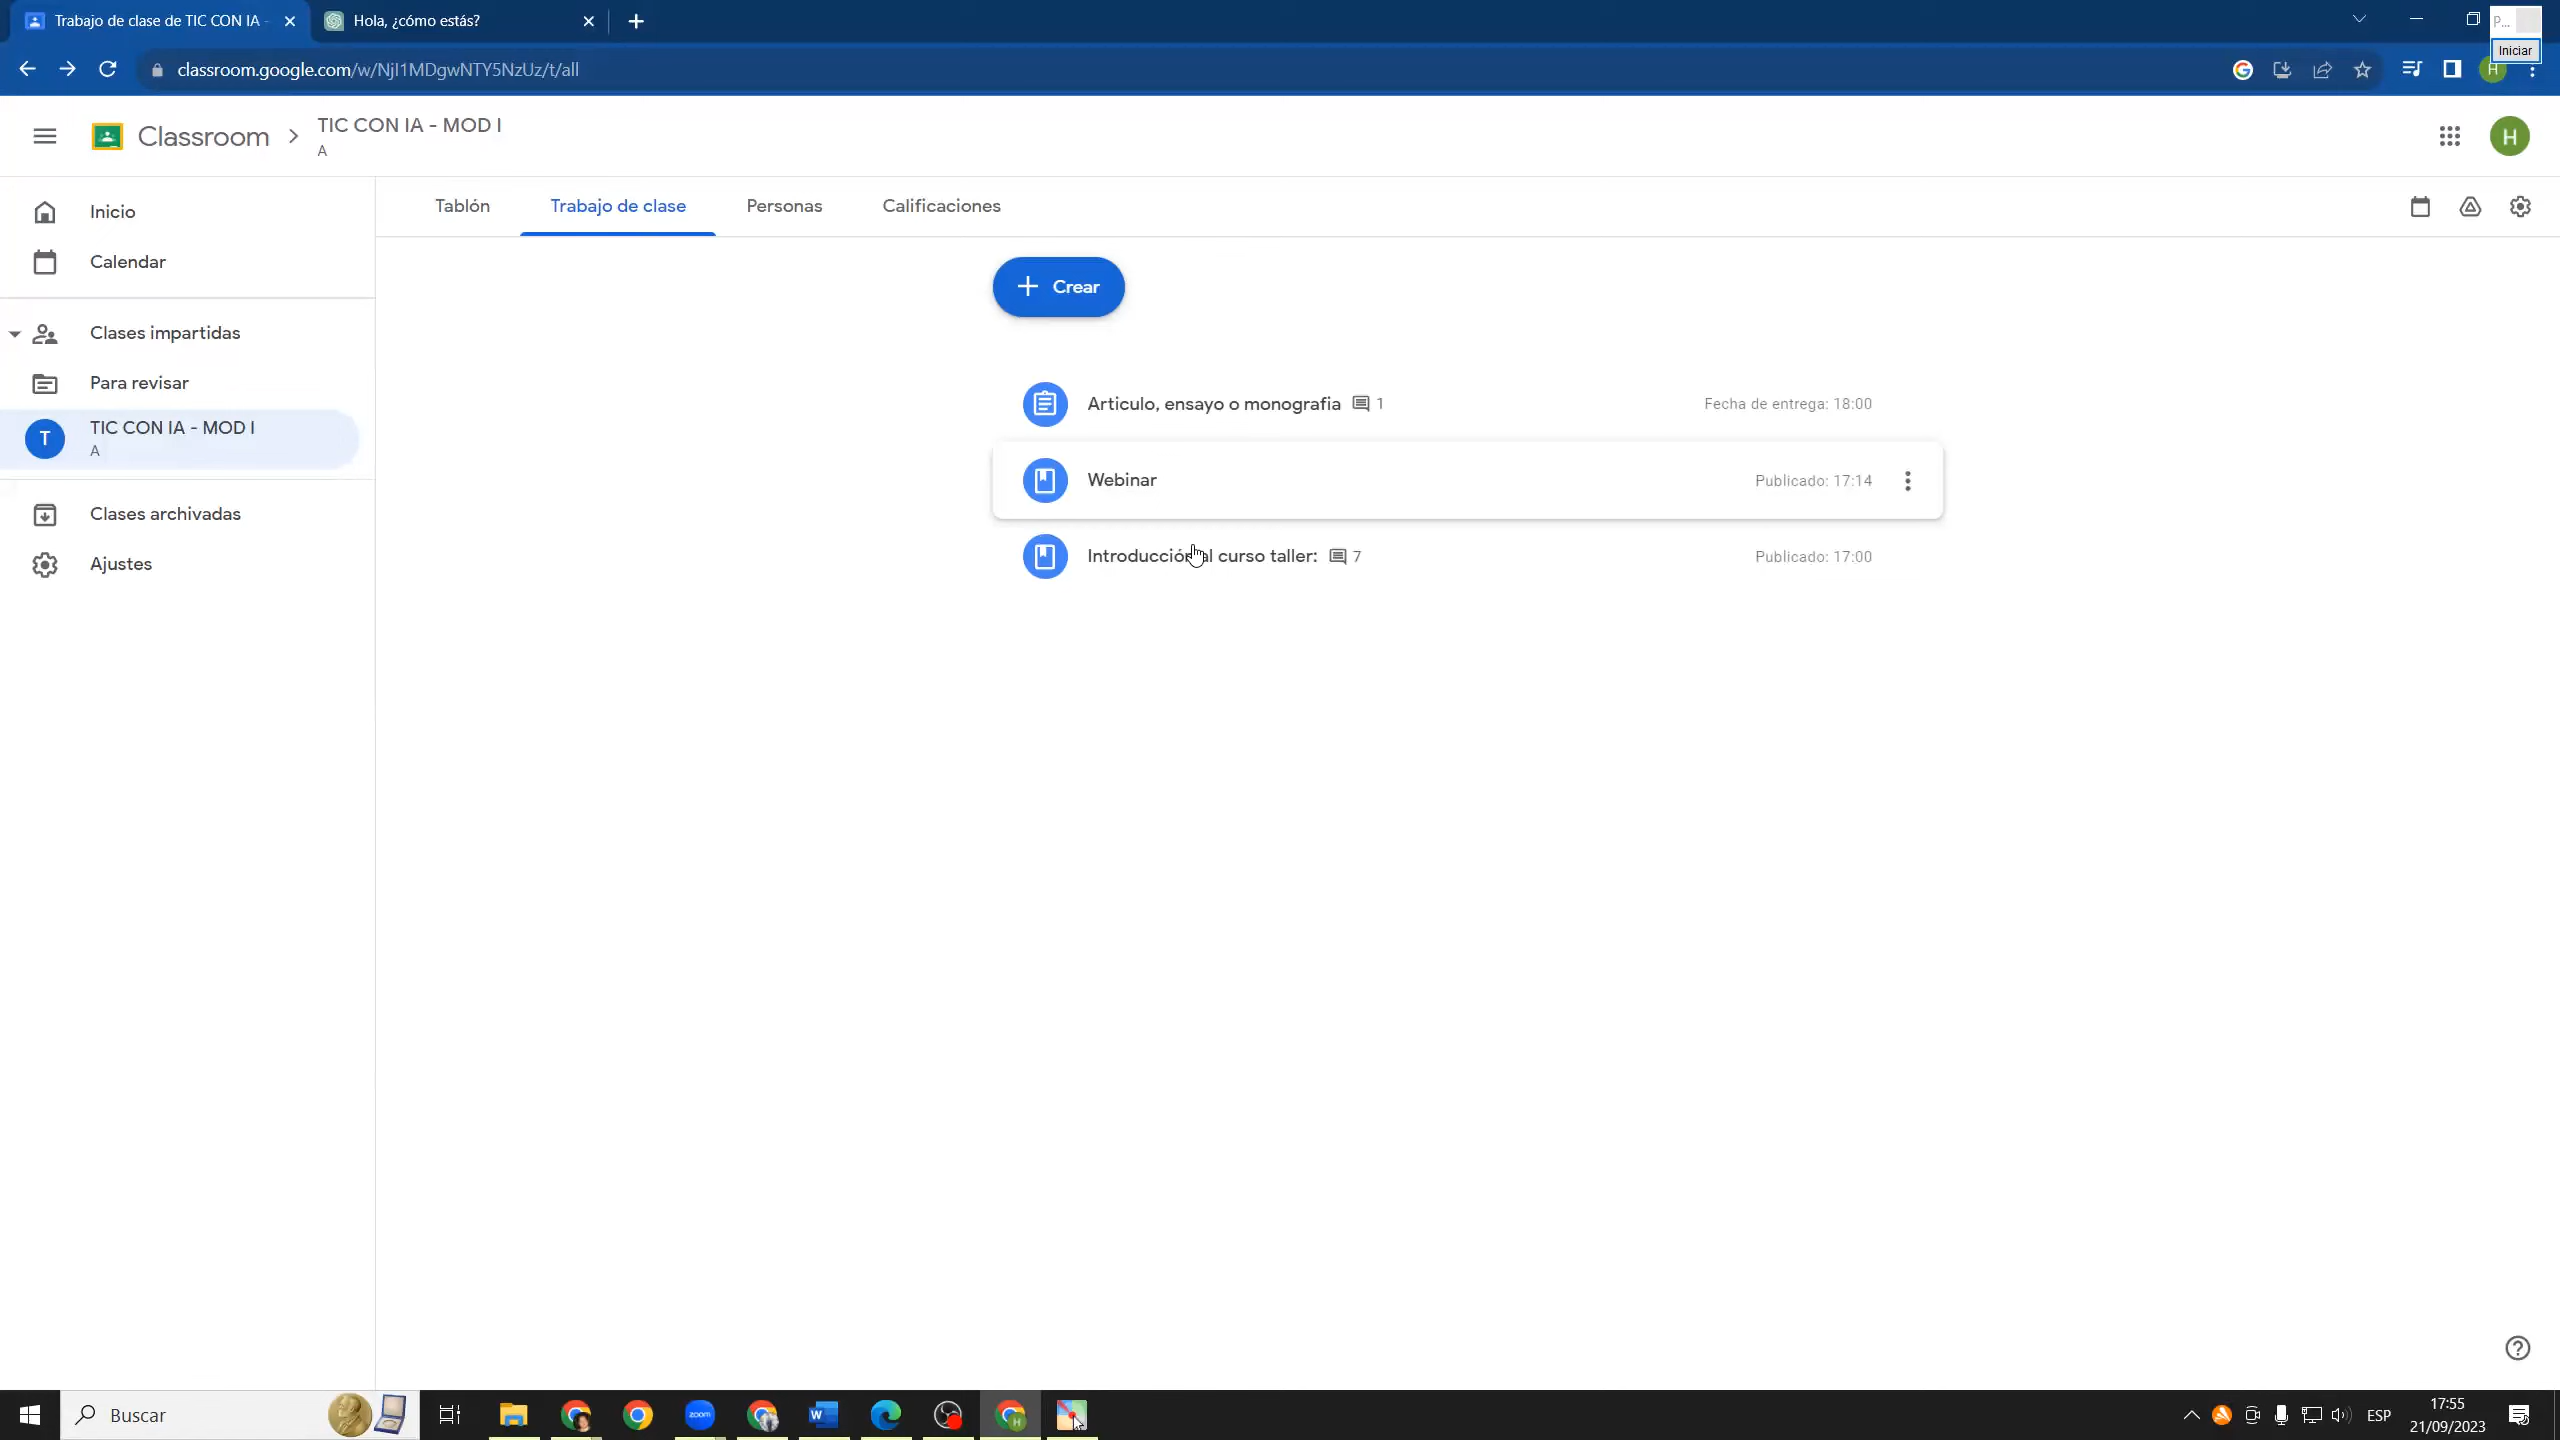 Trabajo de clase de TIC CON IA -
Hola, ¿cómo estás?
P...
Iniciar
classroom.google.com/w/NjI1MDgwNTY5NzUz/t/all
H
Classroom
TIC CON IA - MOD I
A
H
Inicio
Calendar
Clases impartidas
Para revisar
T
TIC CON IA - MOD I
A
Clases archivadas
Ajustes
Tablón
Trabajo de clase
Personas
Calificaciones
Crear
Articulo, ensayo o monografia 1
Fecha de entrega: 18:00
Webinar
Publicado: 17:14
Introducción al curso taller: 7
Publicado: 17:00
Buscar
zoom
W
H
ESP
17:55
21/09/2023